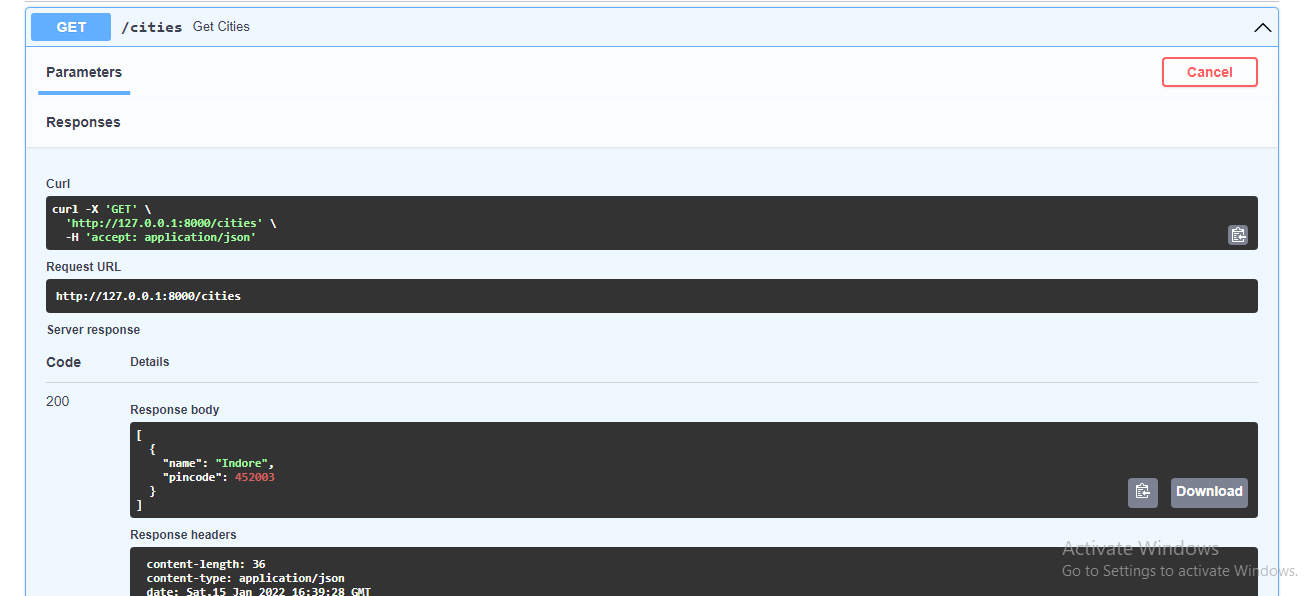 GET /cities Get Cities
Parameters
Cancel
Responses
Curl
curl -X 'GET' \
'http://127.0.0.1:8000/cities' \
-H 'accept: application/json'
Request URL
http://127.0.0.1:8000/cities
Server response
Code Details
200
Response body
[
{
"name": "Indore",
"pincode": 452003
}
]
Download
Response headers
content-length: 36
content-type: application/json
date: Sat,15 Jan 2022 16:39:28 GMT
Activate Windows
Go to Settings to activate Windows.